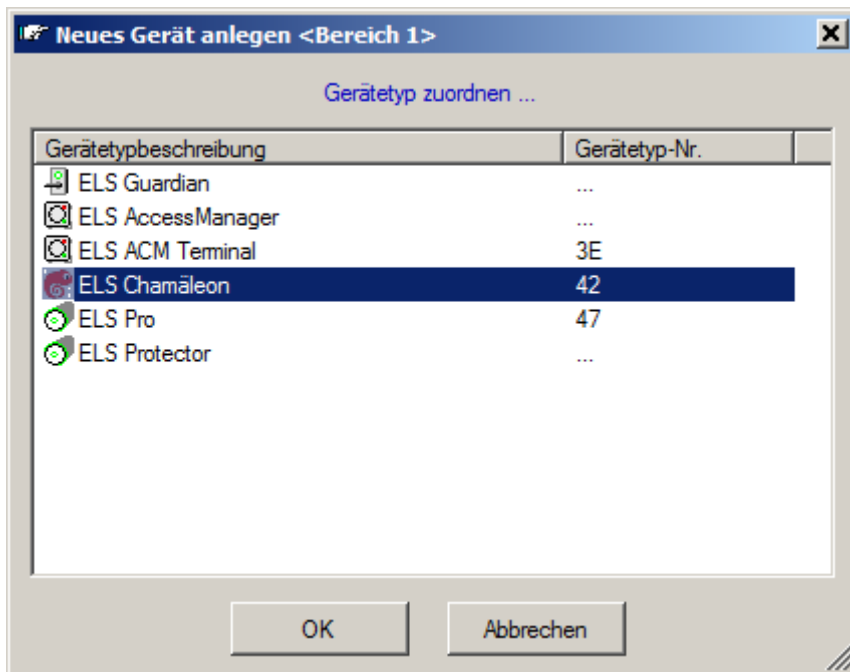 Neues Gerät anlegen <Bereich 1>
Gerätetyp zuordnen ...
Gerätetypbeschreibung Gerätetyp-Nr.
ELS Guardian ...
ELS AccessManager ...
ELS ACM Terminal 3E
ELS Chamäleon 42
ELS Pro 47
ELS Protector ...
OK Abbrechen